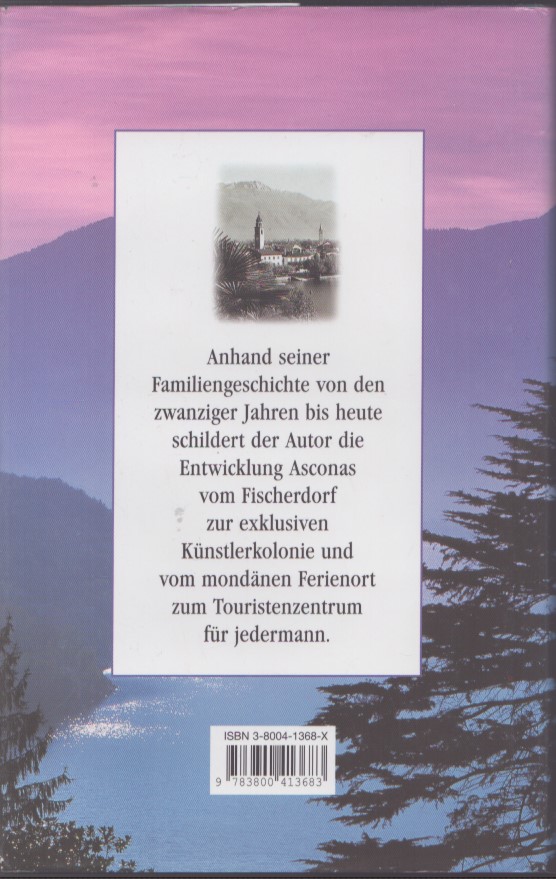 Anhand seiner
Familiengeschichte von den
zwanziger Jahren bis heute
schildert der Autor die
Entwicklung Asconas
vom Fischerdorf
zur exklusiven
Künstlerkolonie und
vom mondänen Ferienort
zum Touristenzentrum
für jedermann.
ISBN 3-8004-1368-X
9 783800 413683